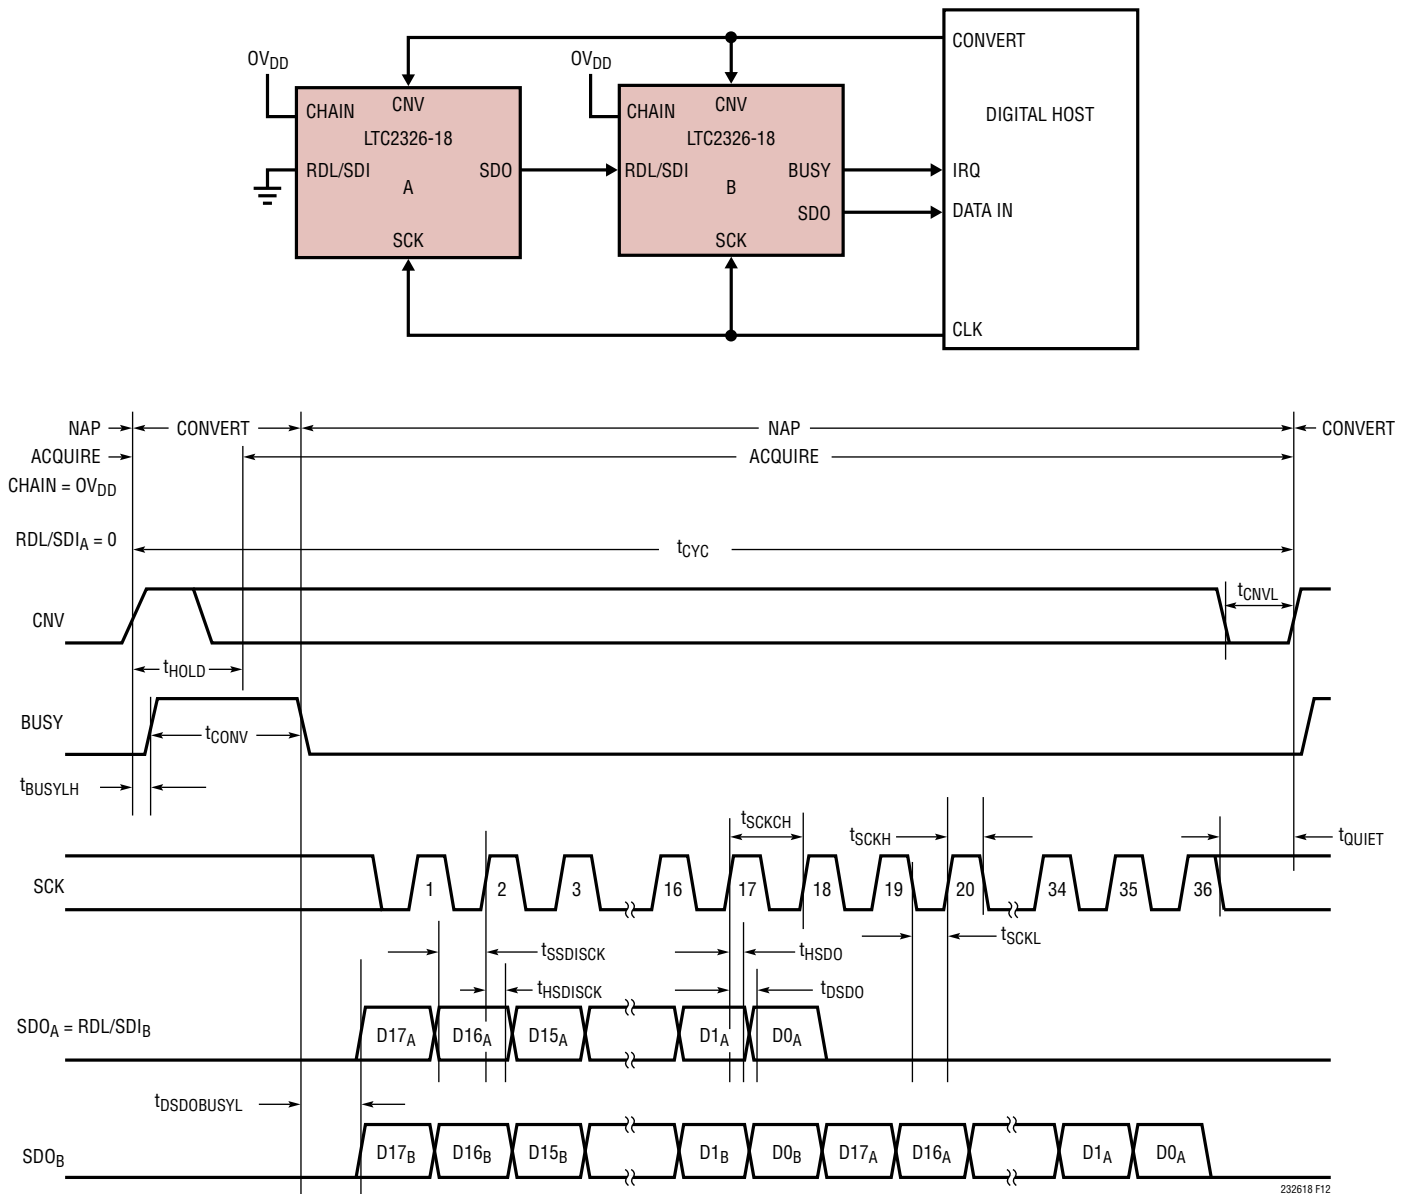 CONVERT
OVDD
OVDD
CHAIN
CNV
CHAIN
CNV
DIGITAL HOST
LTC2326-18
LTC2326-18
RDL/SDI
SDO
RDL/SDI
BUSY
IRQ
A
B
SDO
DATA IN
SCK
SCK
CLK
NAP
CONVERT
NAP
CONVERT
ACQUIRE
ACQUIRE
CHAIN = OVDD
RDL/SDIA = 0
tCYC
tCNVL
CNV
tHOLD
BUSY
tCONV
tBUSYLH
tSCKCH
tSCKH
tQUIET
SCK
1 2 3 16 17 18 19 20 34 35 36
tSCKL
tSSDISCK
tHSDO
tHSDISCK
tDSDO
SDOA = RDL/SDIB
D17A D16A D15A D1A D0A
tDSDOBUSYL
SDOB
D17B D16B D15B D1B D0B D17A D16A D1A D0A
232618 F12